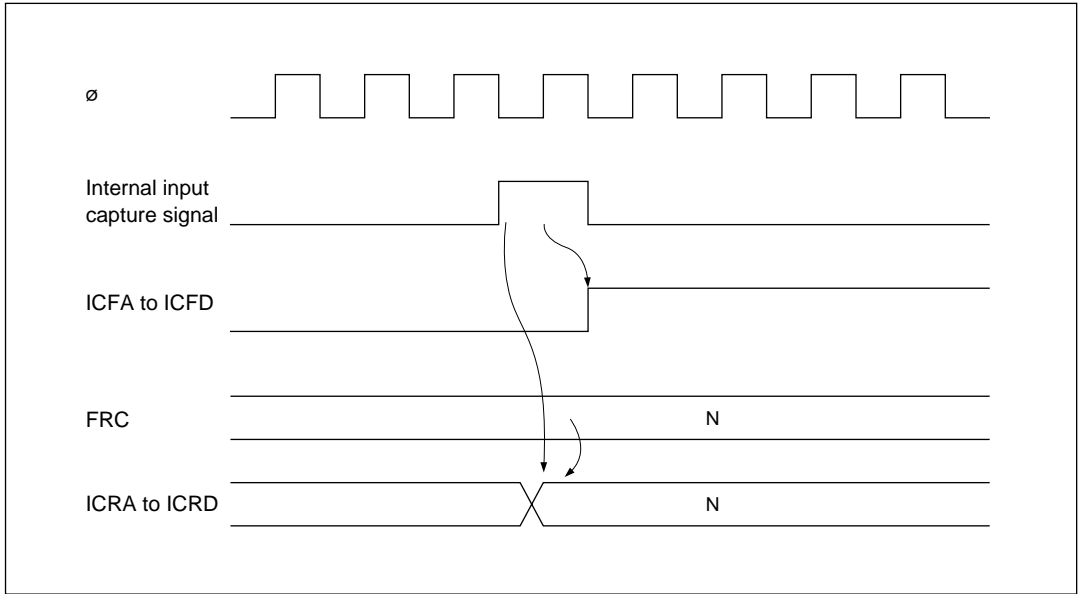 ø
Internal input
capture signal
ICFA to ICFD
FRC
N
ICRA to ICRD
N